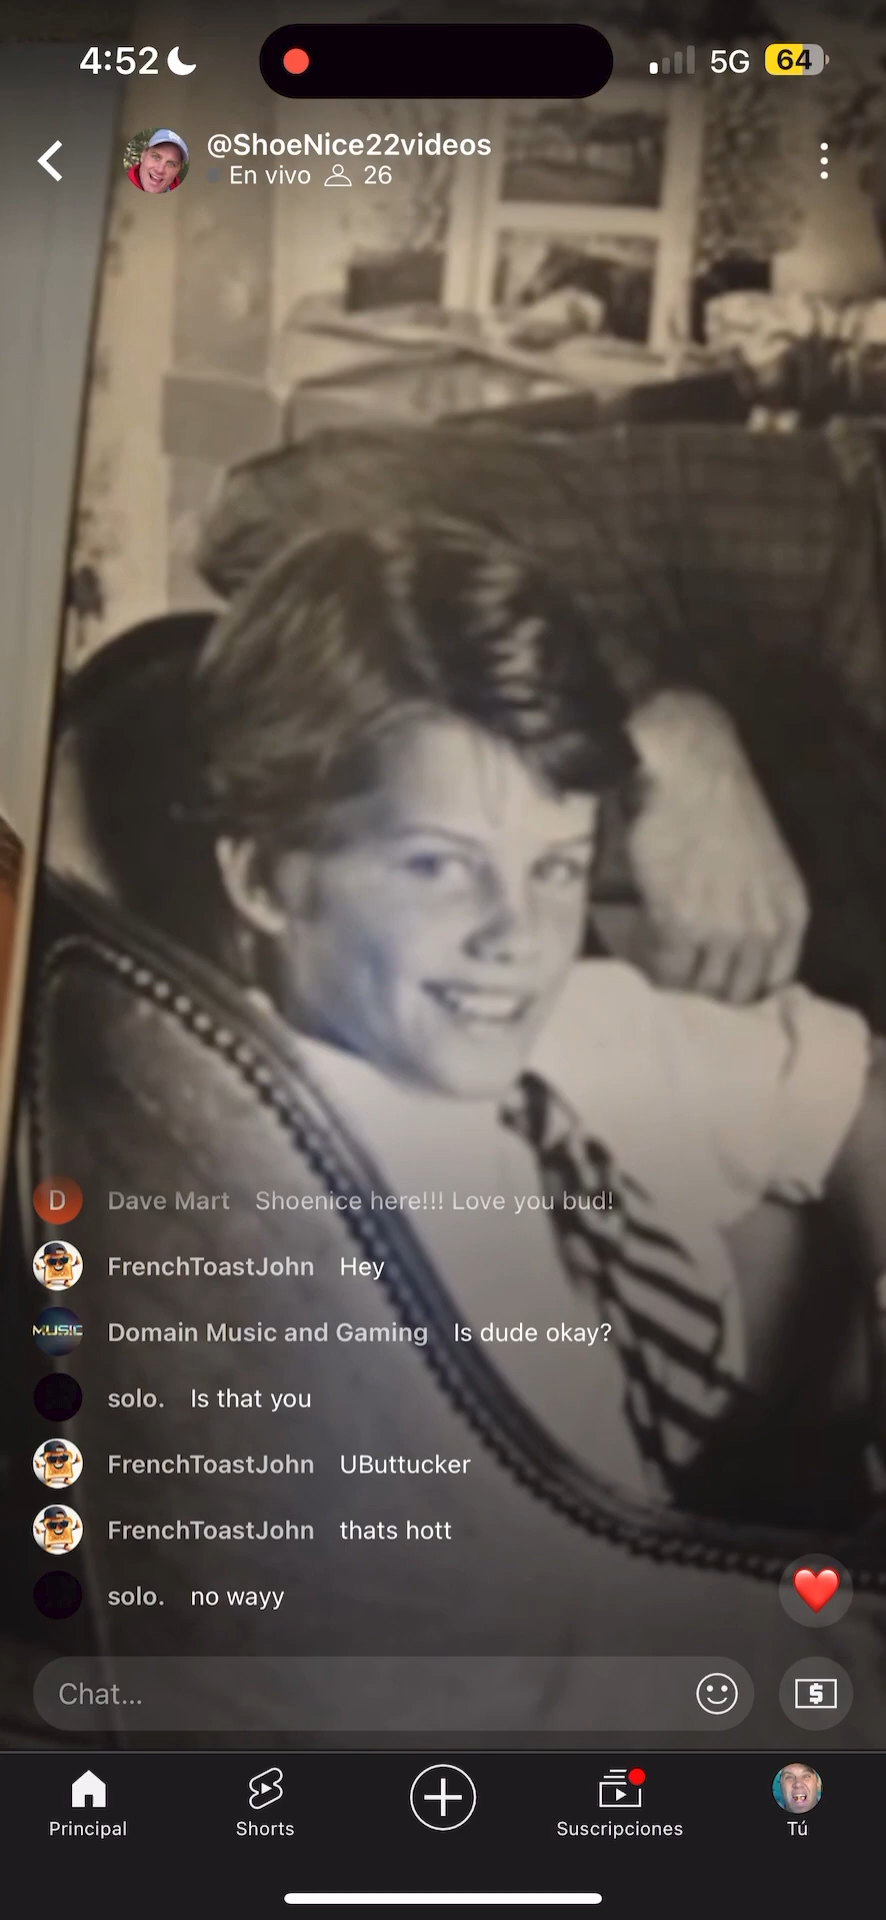 4:52
5G
64
@ShoeNice22videos
En vivo 26
D
Dave Mart Shoenice here!!! Love you bud!
FrenchToastJohn Hey
MUSIC
Domain Music and Gaming Is dude okay?
solo. Is that you
FrenchToastJohn UButtucker
FrenchToastJohn thats hott
solo. no wayy
Chat...
$
Principal
Shorts
Suscripciones
Tú